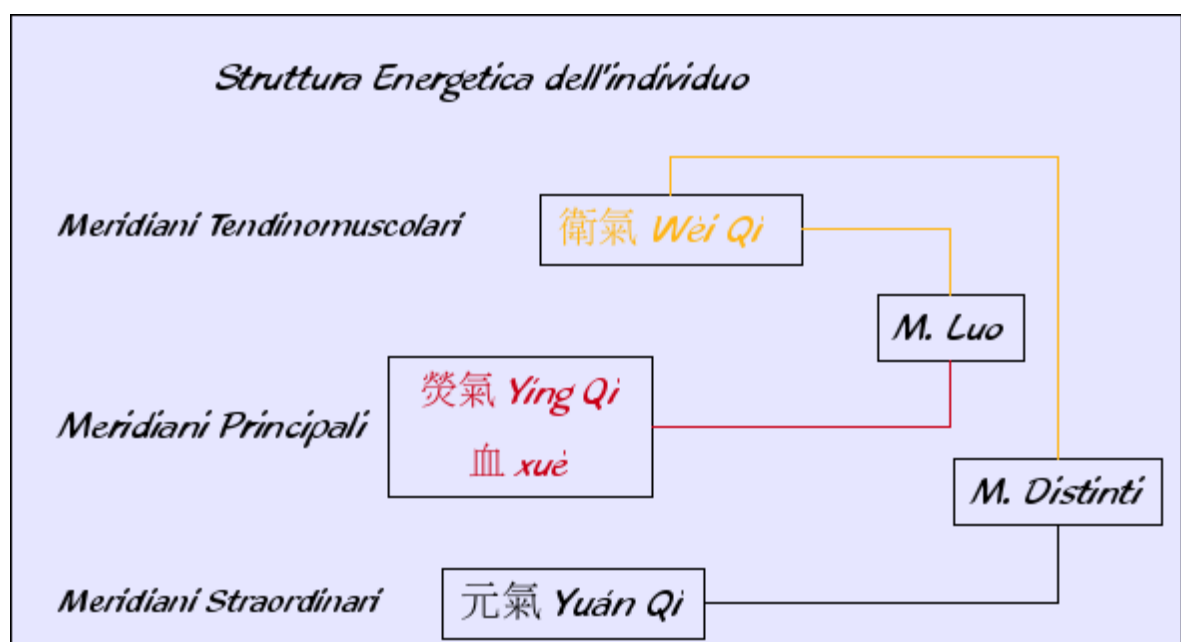 Struttura Energetica dell'individuo
Meridiani Tendinomuscolari
衛氣 Wèi Qì
M. Luo
Meridiani Principali
熒氣 Yíng Qì
血 xuè
M. Distinti
Meridiani Straordinari
元氣 Yuán Qì